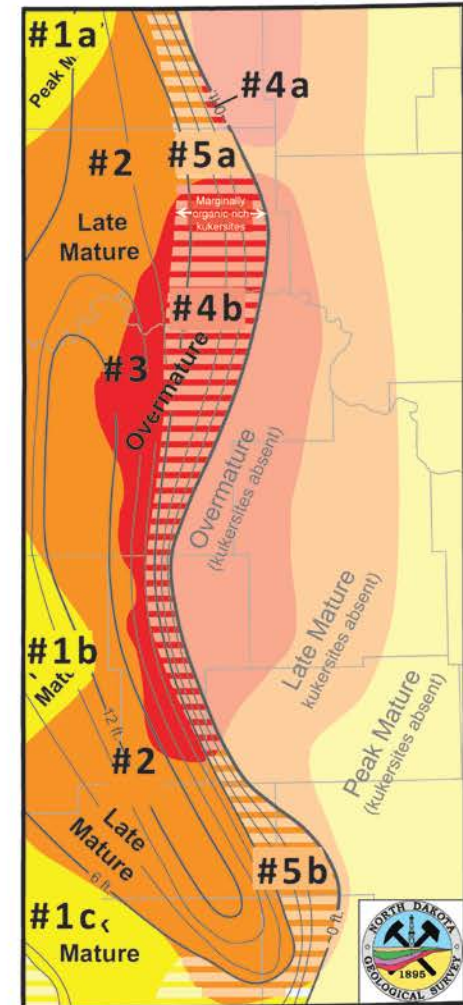 #1a
Peak M
#4a
#2
#5a
Marginally
organic-rich
kukersites
Late
Mature
#4b
#3
Overmature
Overmature
(kukersites absent)
#1b
Mature
Late Mature
kukersites absent)
12 ft.
#2
Peak Mature
(kukersites absent)
Late
Mature
6 ft.
#5b
0 ft.
#1c
Mature
NORTH DAKOTA
1895
GEOLOGICAL SURVEY